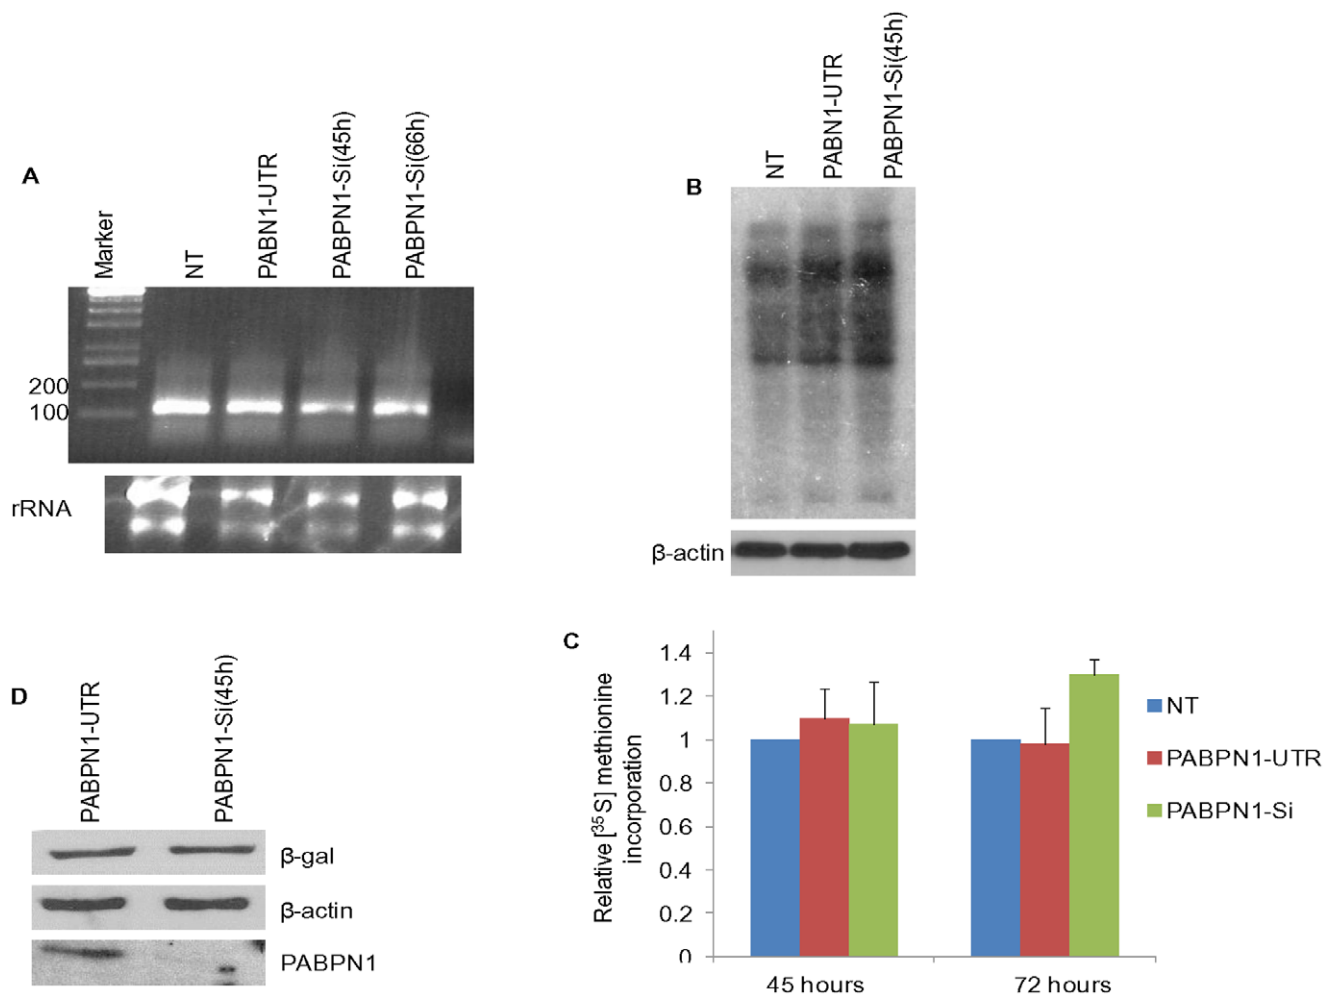 A
Marker
NT
PABN1-UTR
PABPN1-Si(45h)
PABPN1-Si(66h)
200
100
rRNA
B
NT
PABN1-UTR
PABPN1-Si(45h)
β-actin
D
PABPN1-UTR
PABPN1-Si(45h)
β-gal
β-actin
PABPN1
C
Relative [³⁵S] methionine
incorporation
1.4
1.2
1
0.8
0.6
0.4
0.2
0
45 hours
72 hours
NT
PABPN1-UTR
PABPN1-Si